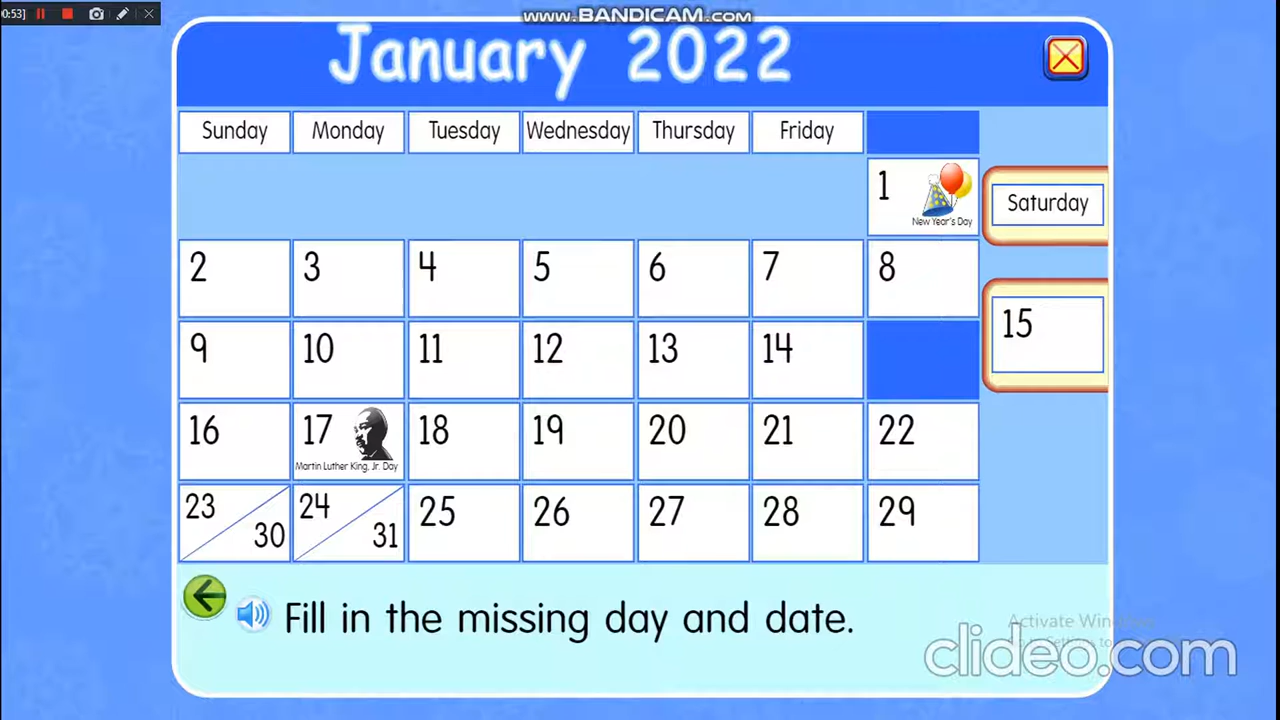 0:53]
www.BANDICAM.com
January 2022
Sunday Monday Tuesday Wednesday Thursday Friday
1
New Year's Day
Saturday
2 3 4 5 6 7 8
15
9 10 11 12 13 14
16 17 18 19 20 21 22
Martin Luther King, Jr. Day
23 30 24 31 25 26 27 28 29
Fill in the missing day and date.
Activate Windows
clideo.com